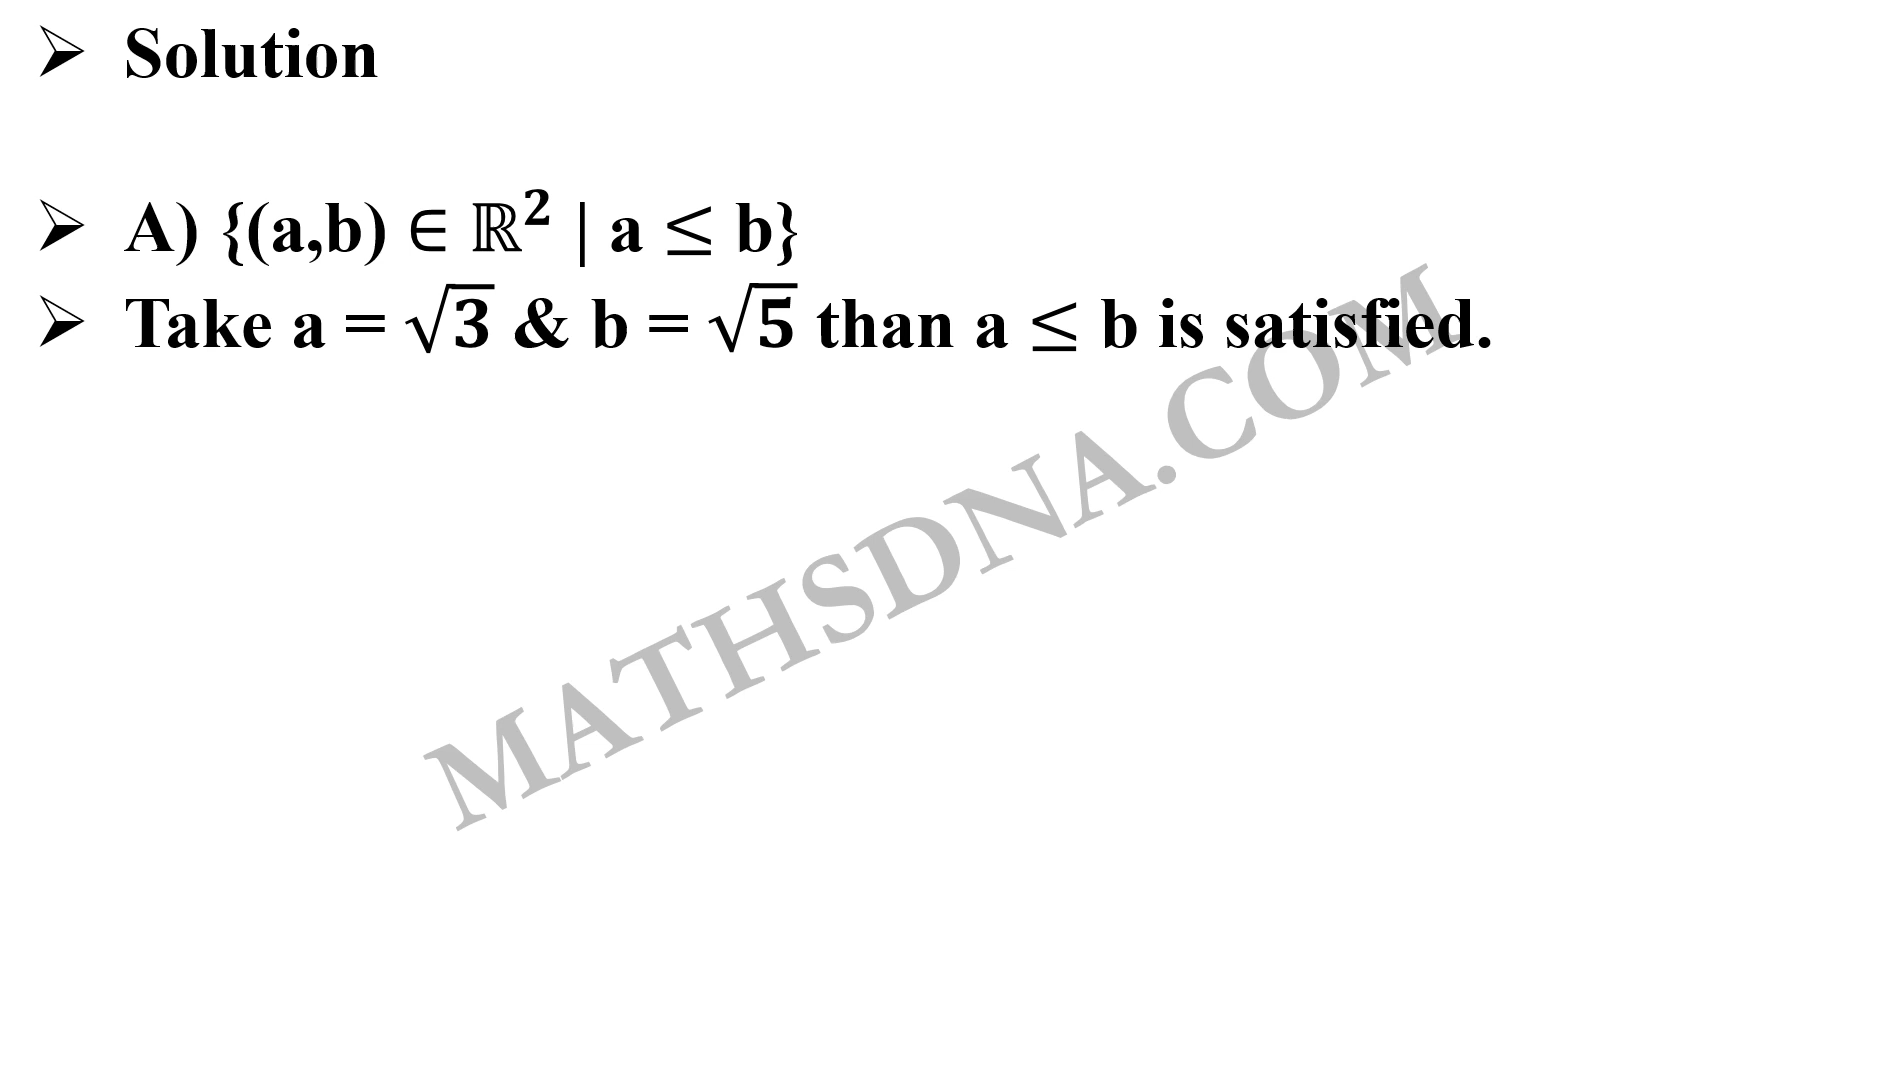 ➢ Solution
➢ A) {(a,b) ∈ ℝ² | a ≤ b}
➢ Take a = √3 & b = √5 than a ≤ b is satisfied.
MATHSDNA.COM